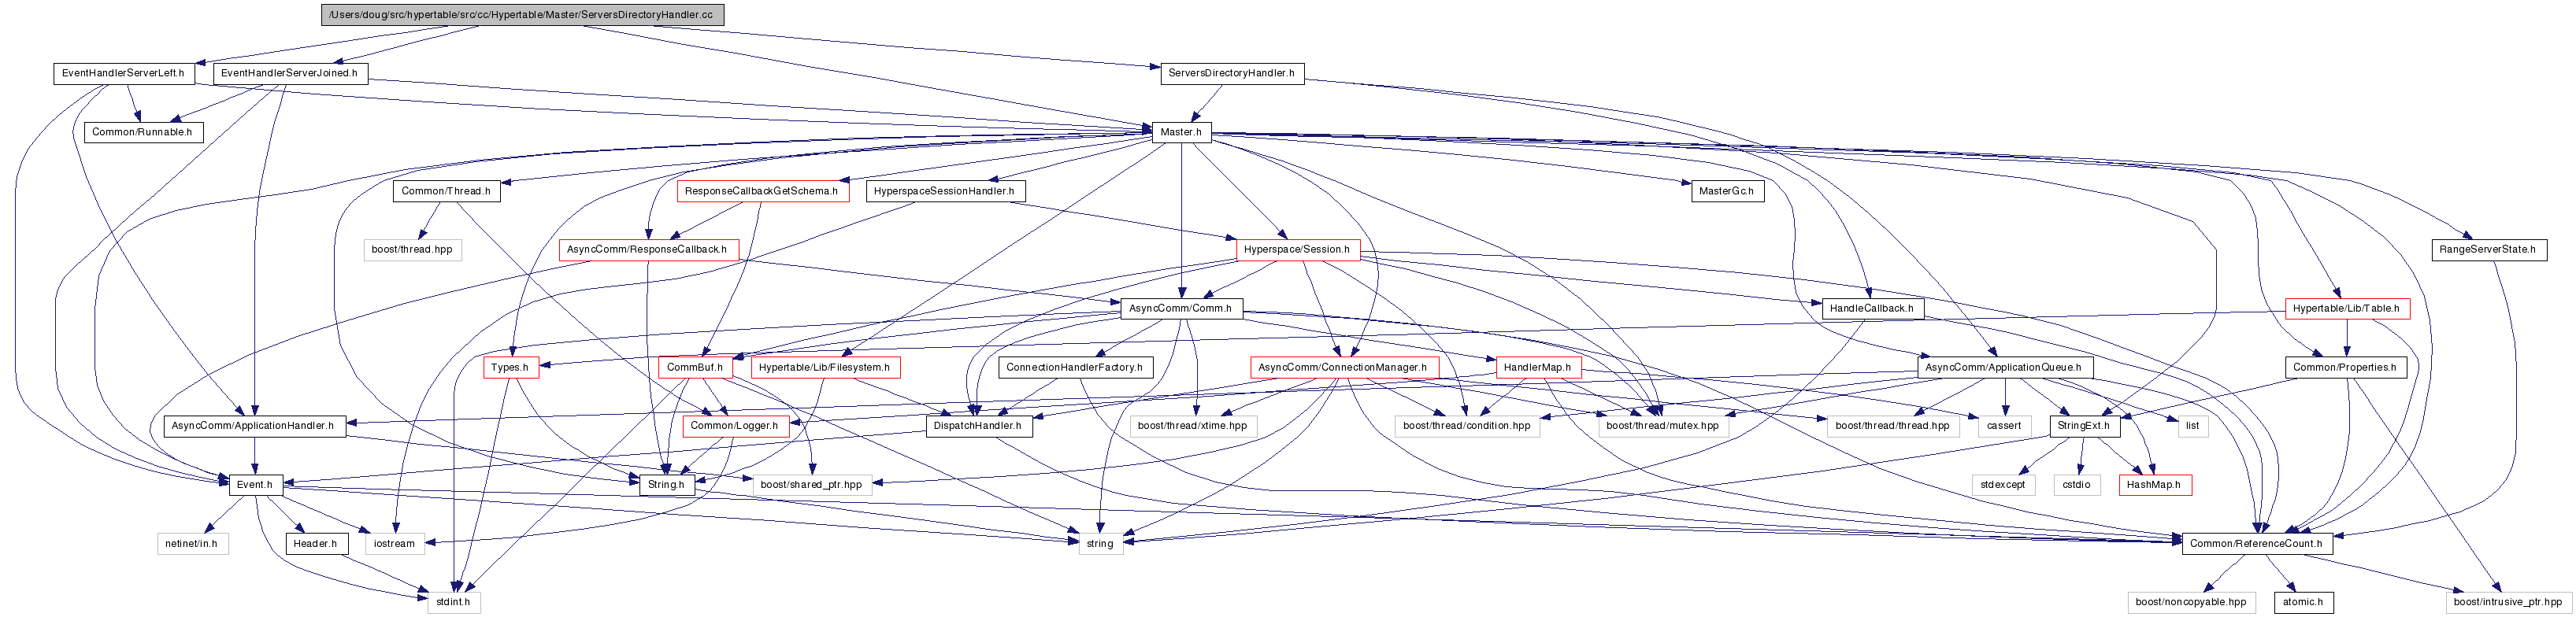 /Users/doug/src/hypertable/src/cc/Hypertable/Master/ServersDirectoryHandler.cc
EventHandlerServerLeft.h
EventHandlerServerJoined.h
ServersDirectoryHandler.h
Common/Runnable.h
Master.h
Common/Thread.h
ResponseCallbackGetSchema.h
HyperspaceSessionHandler.h
MasterGc.h
boost/thread.hpp
AsyncComm/ResponseCallback.h
Hyperspace/Session.h
RangeServerState.h
AsyncComm/Comm.h
HandleCallback.h
Hypertable/Lib/Table.h
Types.h
CommBuf.h
Hypertable/Lib/Filesystem.h
ConnectionHandlerFactory.h
AsyncComm/ConnectionManager.h
HandlerMap.h
AsyncComm/ApplicationQueue.h
Common/Properties.h
AsyncComm/ApplicationHandler.h
Common/Logger.h
DispatchHandler.h
boost/thread/xtime.hpp
boost/thread/condition.hpp
boost/thread/mutex.hpp
boost/thread/thread.hpp
cassert
StringExt.h
list
Event.h
String.h
boost/shared_ptr.hpp
stdexcept
cstdio
HashMap.h
netinet/in.h
Header.h
iostream
string
Common/ReferenceCount.h
stdint.h
boost/noncopyable.hpp
atomic.h
boost/intrusive_ptr.hpp